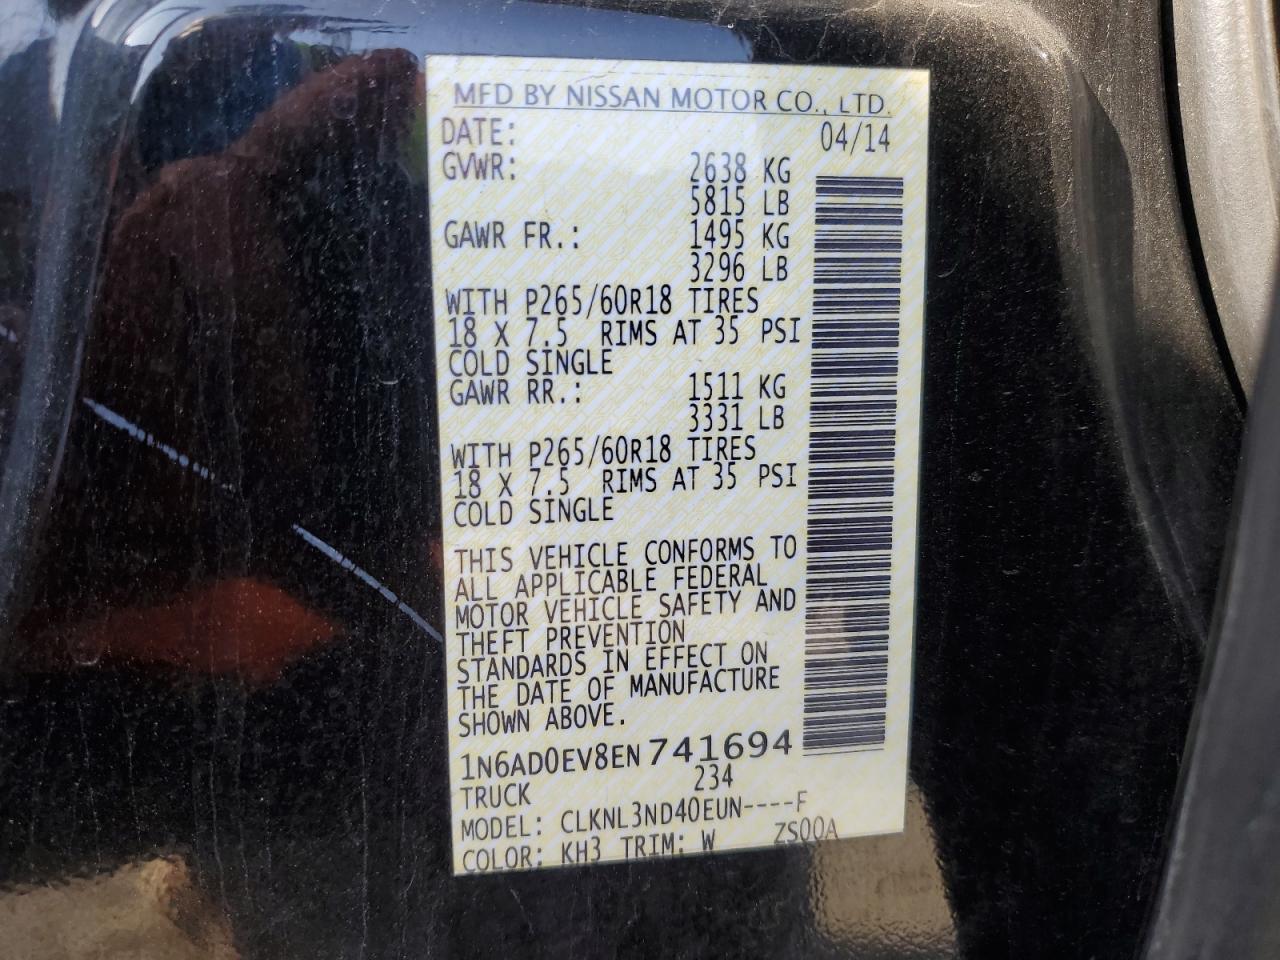 MFD BY NISSAN MOTOR CO., LTD.
DATE: 04/14
GVWR: 2638 KG
5815 LB
GAWR FR.: 1495 KG
3296 LB
WITH P265/60R18 TIRES
18 X 7.5 RIMS AT 35 PSI
COLD SINGLE
GAWR RR.: 1511 KG
3331 LB
WITH P265/60R18 TIRES
18 X 7.5 RIMS AT 35 PSI
COLD SINGLE
THIS VEHICLE CONFORMS TO
ALL APPLICABLE FEDERAL
MOTOR VEHICLE SAFETY AND
THEFT PREVENTION
STANDARDS IN EFFECT ON
THE DATE OF MANUFACTURE
SHOWN ABOVE.
1N6AD0EV8EN741694
TRUCK 234
MODEL: CLKNL3ND40EUN----F
COLOR: KH3 TRIM: W ZS00A